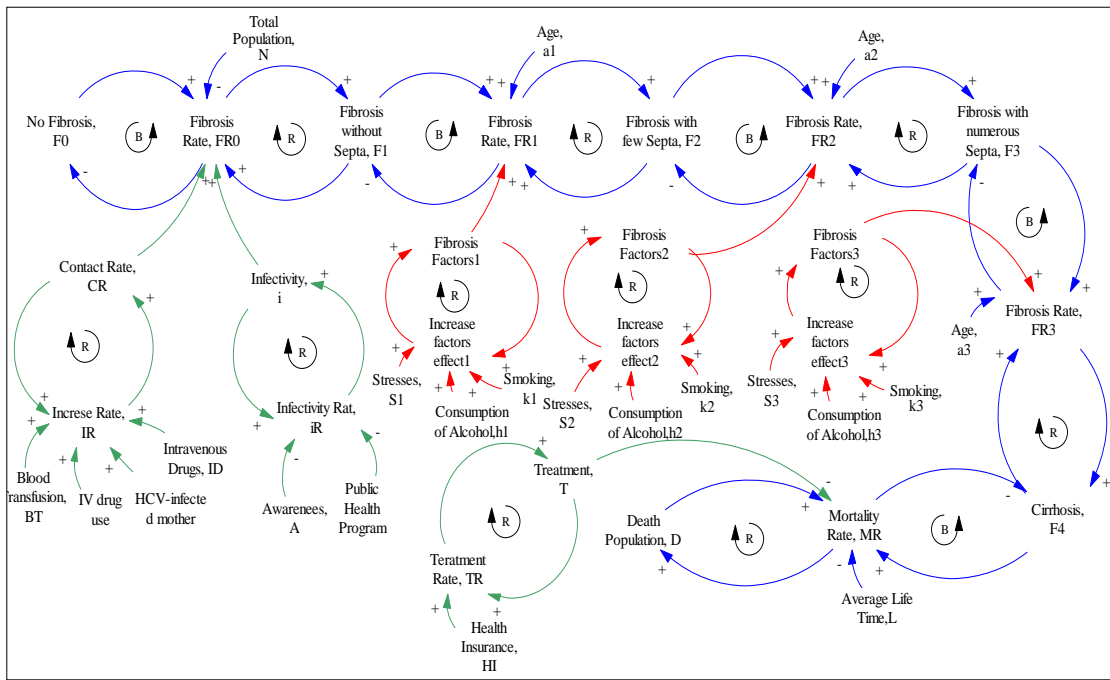 Total
Population,
N
Age,
a1
Age,
a2
No Fibrosis,
F0
B
Fibrosis
Rate, FR0
R
Fibrosis
without
Septa, F1
B
Fibrosis
Rate, FR1
R
Fibrosis with
few Septa, F2
B
Fibrosis Rate,
FR2
R
Fibrosis with
numerous
Septa, F3
B
Contact Rate,
CR
R
Increse Rate,
IR
Blood
Transfusion,
BT
IV drug
use
HCV-infecte
d mother
Intravenous
Drugs, ID
Infectivity,
i
R
Infectivity Rat,
iR
Awarenees,
A
Public
Health
Program
Fibrosis
Factors1
R
Increase
factors
effect1
Stresses,
S1
Consumption
of Alcohol,h1
Smoking,
k1
Fibrosis
Factors2
R
Increase
factors
effect2
Stresses,
S2
Consumption
of Alcohol,h2
Smoking,
k2
Fibrosis
Factors3
R
Increase
factors
effect3
Stresses,
S3
Consumption
of Alcohol,h3
Smoking,
k3
Age,
a3
Fibrosis Rate,
FR3
R
Treatment,
T
R
Teratment
Rate, TR
Health
Insurance,
HI
Death
Population, D
R
Mortality
Rate, MR
B
Cirrhosis,
F4
Average Life
Time,L